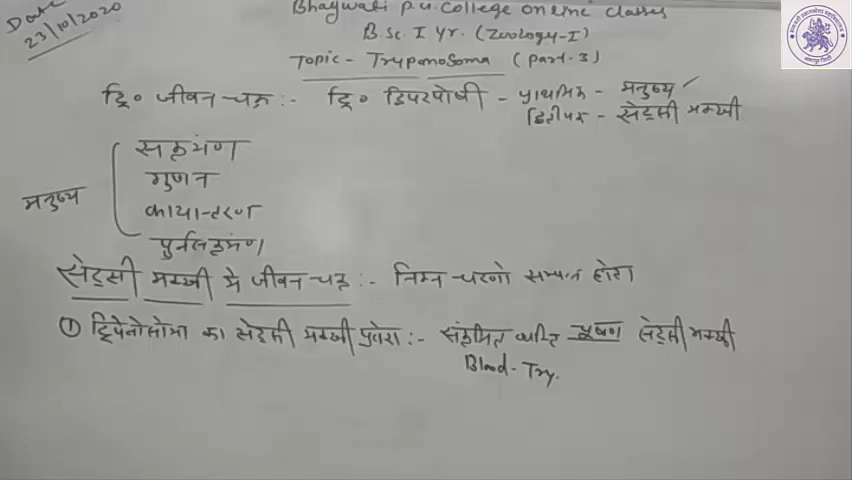 Date
23/10/2020
Bhagwati P.G. College online classes
B.Sc. I Yr. (Zoology-I)
Topic - Trypanosoma (Part-3)
ट्रि० जीवन-चक्र :- ट्रि० द्विपरपोषी - प्राथमिक - मनुष्य ✓
द्वितीयक - सेट्सी मक्खी
मनुष्य
संक्रमण
गुणन
कायान्तरण
पुर्नसंक्रमण
सेट्सी मक्खी मे जीवन चक्र :- निम्न चरणो सम्पन्न होता
① ट्रिपेनोसोमा का सेट्सी मक्खी प्रवेश :- संक्रमित व्यक्ति चूषण सेट्सी मक्खी
Blood - Try.